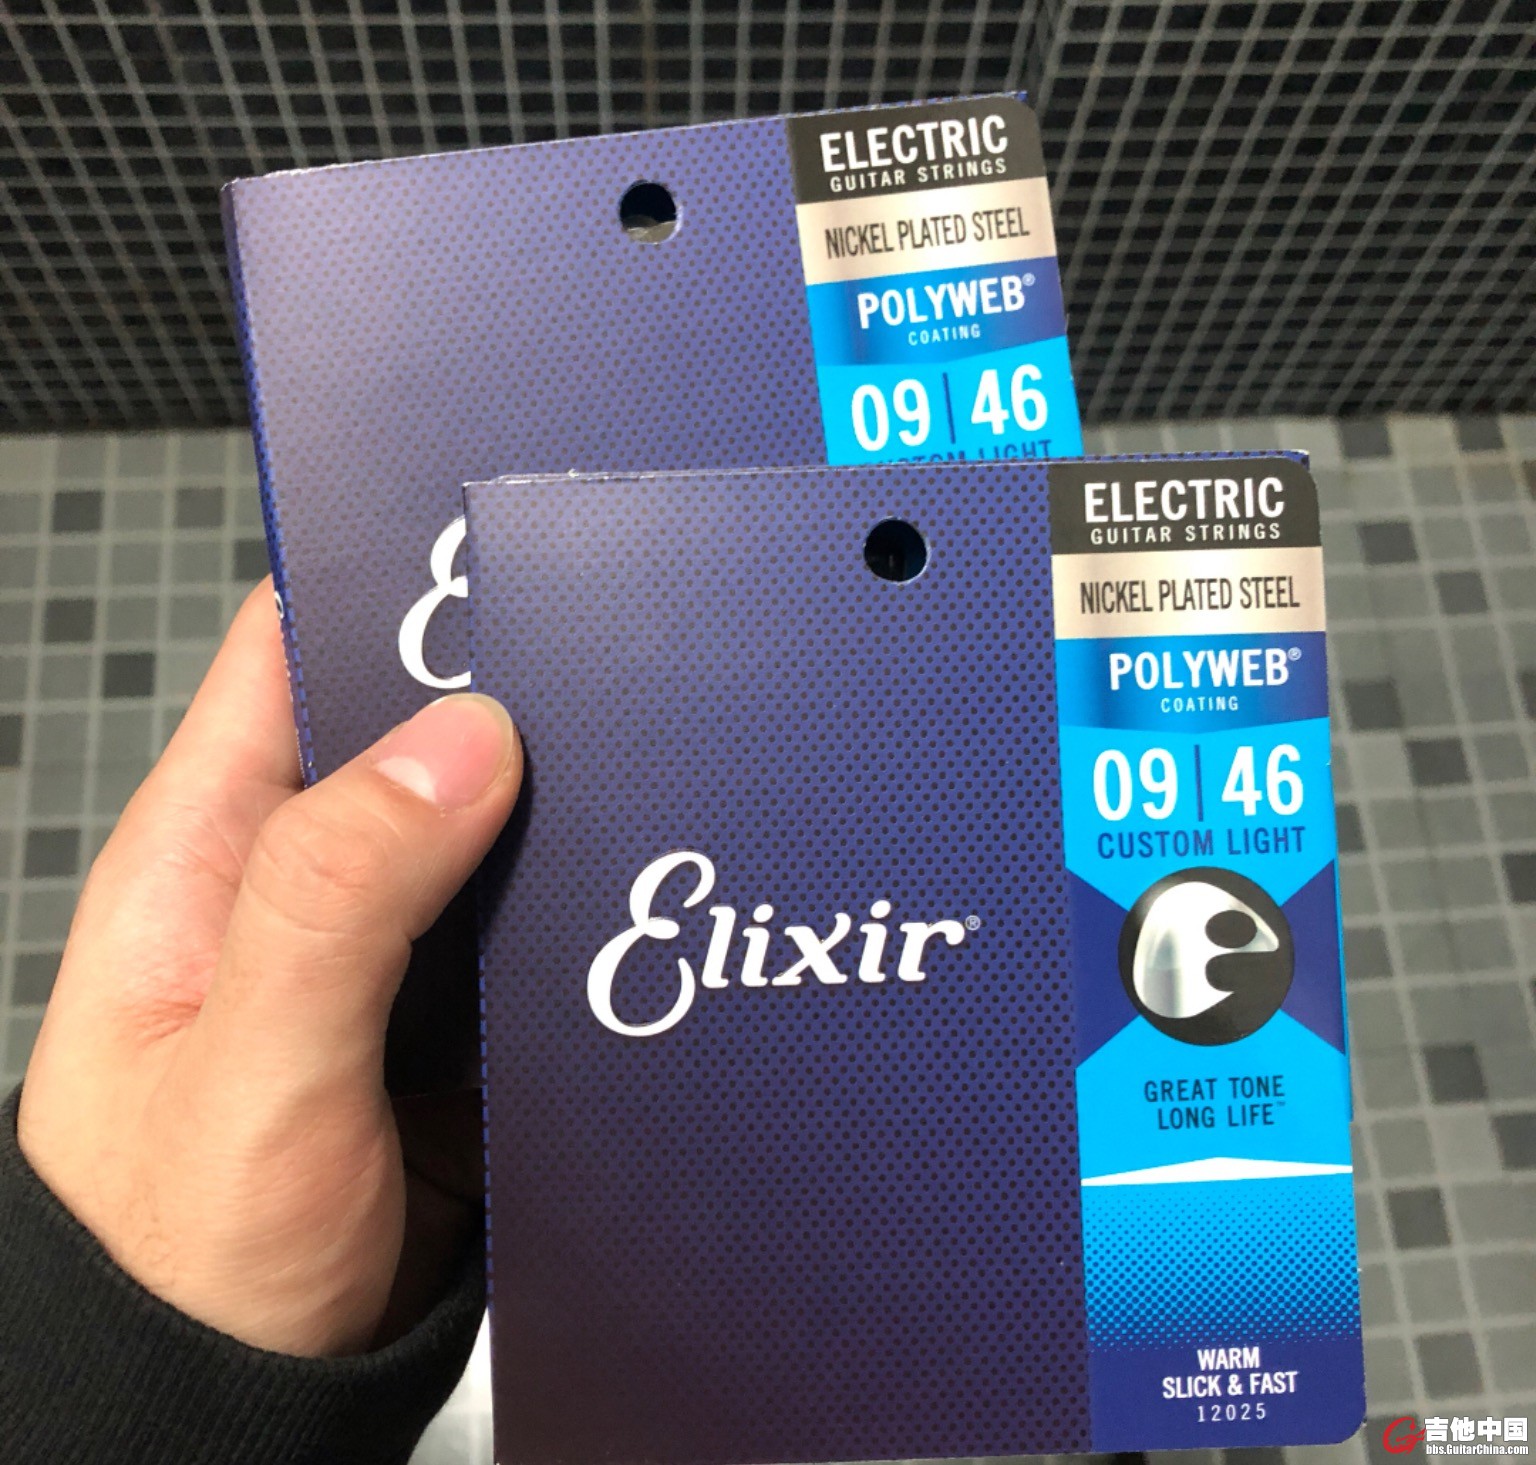 ELECTRIC
GUITAR STRINGS
NICKEL PLATED STEEL
POLYWEB®
COATING
09 | 46
CUSTOM LIGHT
ELECTRIC
GUITAR STRINGS
NICKEL PLATED STEEL
POLYWEB®
COATING
09 | 46
CUSTOM LIGHT
Elixir®
GREAT TONE
LONG LIFE™
WARM
SLICK & FAST
12025
吉他中国
bbs.GuitarChina.com